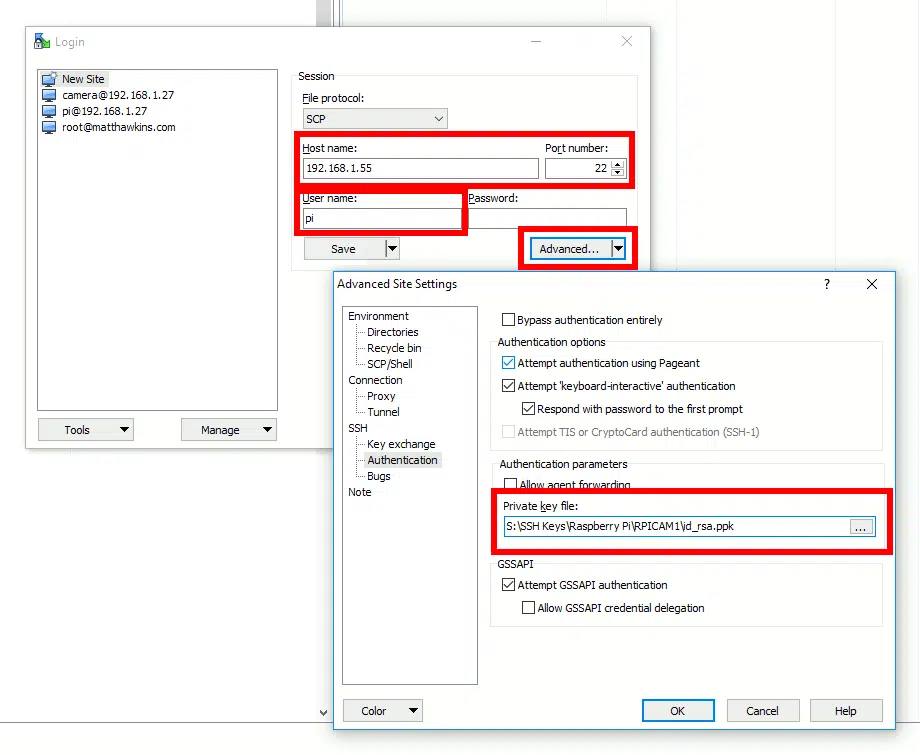 Login
New Site
camera@192.168.1.27
pi@192.168.1.27
root@matthawkins.com
Session
File protocol:
SCP
Host name:
Port number:
192.168.1.55
22
User name:
Password:
pi
Save
Advanced...
Tools
Manage
Advanced Site Settings
?
Environment
Directories
Recycle bin
SCP/Shell
Connection
Proxy
Tunnel
SSH
Key exchange
Authentication
Bugs
Note
Bypass authentication entirely
Authentication options
Attempt authentication using Pageant
Attempt 'keyboard-interactive' authentication
Respond with password to the first prompt
Attempt TIS or CryptoCard authentication (SSH-1)
Authentication parameters
Allow agent forwarding
Private key file:
S:\SSH Keys\Raspberry Pi\RPICAM1\id_rsa.ppk
...
GSSAPI
Attempt GSSAPI authentication
Allow GSSAPI credential delegation
Color
OK
Cancel
Help